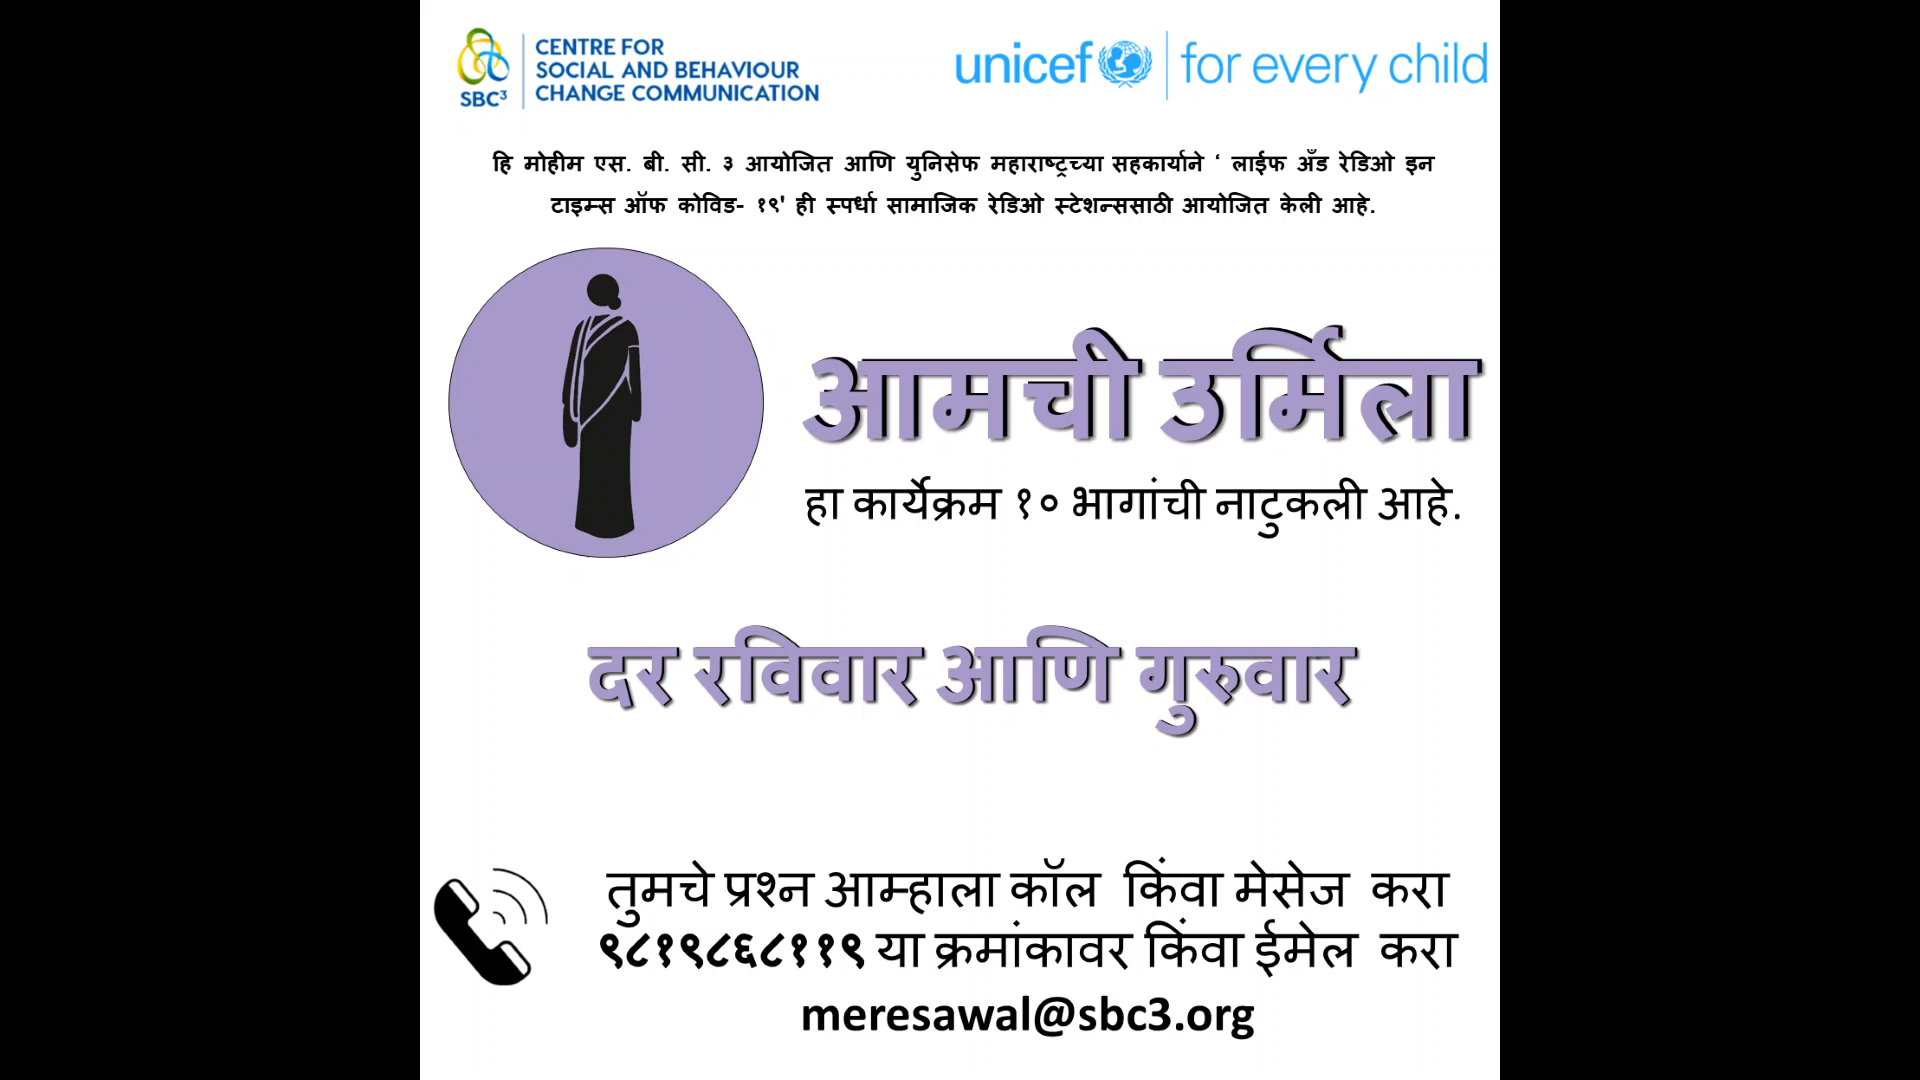 CENTRE FOR
SOCIAL AND BEHAVIOUR
CHANGE COMMUNICATION
SBC³
unicef for every child
हि मोहीम एस. बी. सी. ३ आयोजित आणि युनिसेफ महाराष्ट्रच्या सहकार्याने ‘ लाईफ अँड रेडिओ इन
टाइम्स ऑफ कोविड- १९' ही स्पर्धा सामाजिक रेडिओ स्टेशन्ससाठी आयोजित केली आहे.
आमची उर्मिला
हा कार्येक्रम १० भागांची नाटुकली आहे.
दर रविवार आणि गुरुवार
तुमचे प्रश्न आम्हाला कॉल किंवा मेसेज करा
९८१९८६८११९ या क्रमांकावर किंवा ईमेल करा
meresawal@sbc3.org